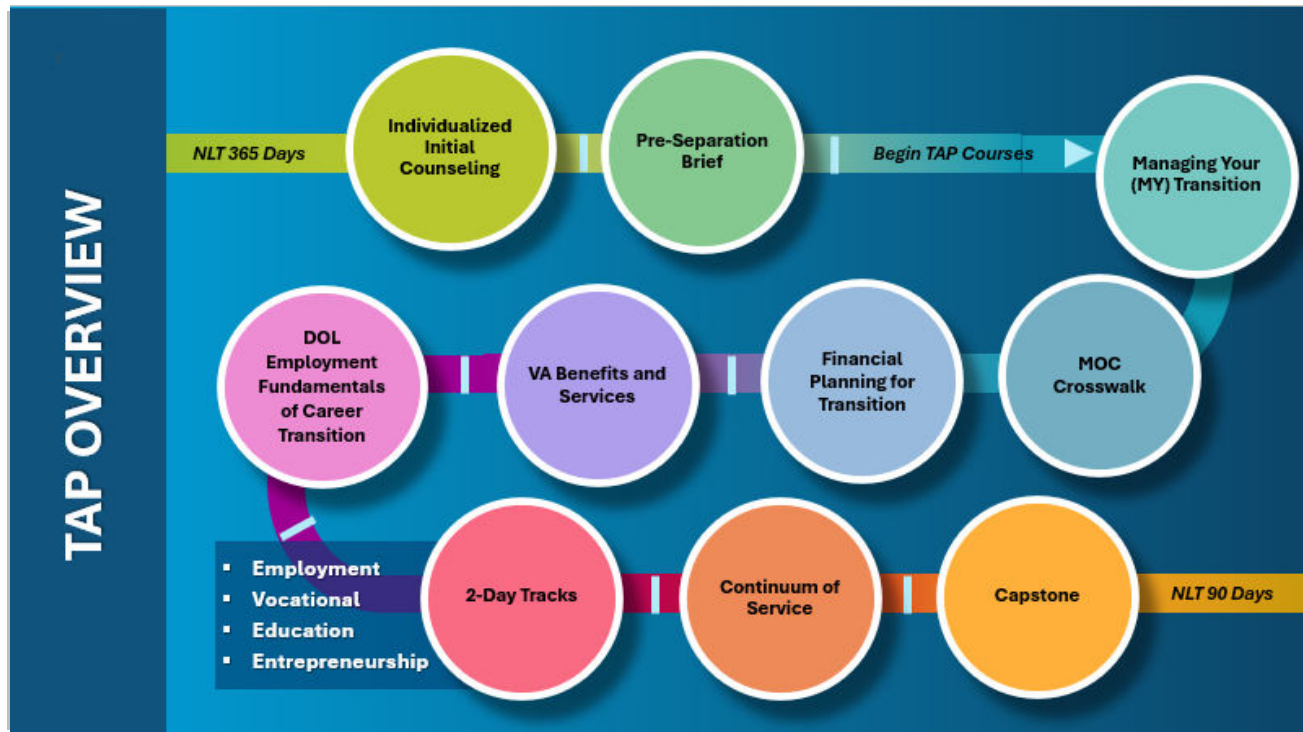 TAP OVERVIEW
NLT 365 Days
Individualized
Initial
Counseling
Pre-Separation
Brief
Begin TAP Courses
Managing Your
(MY) Transition
DOL
Employment
Fundamentals
of Career
Transition
VA Benefits and
Services
Financial
Planning for
Transition
MOC
Crosswalk
▪ Employment
▪ Vocational
▪ Education
▪ Entrepreneurship
2-Day Tracks
Continuum of
Service
Capstone
NLT 90 Days